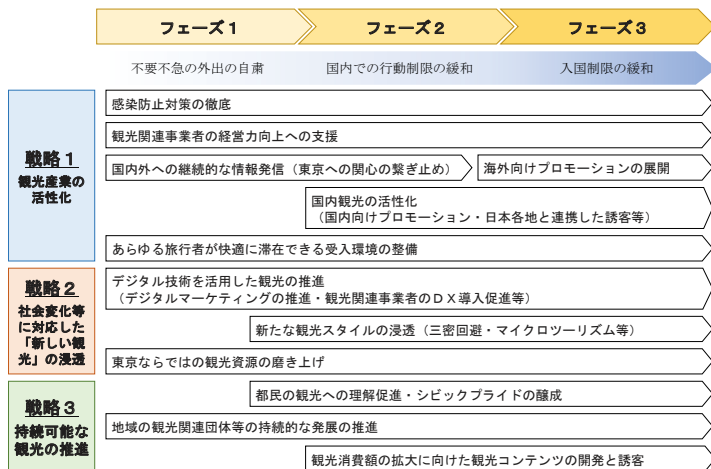 フェーズ1
フェーズ2
フェーズ3
不要不急の外出の自粛
国内での行動制限の緩和
入国制限の緩和
戦略1
観光産業の
活性化
感染防止対策の徹底
観光関連事業者の経営力向上への支援
国内外への継続的な情報発信（東京への関心の繋ぎ止め）
海外向けプロモーションの展開
国内観光の活性化
（国内向けプロモーション・日本各地と連携した誘客等）
あらゆる旅行者が快適に滞在できる受入環境の整備
戦略2
社会変化等
に対応した
「新しい観
光」の浸透
デジタル技術を活用した観光の推進
（デジタルマーケティングの推進・観光関連事業者のＤＸ導入促進等）
新たな観光スタイルの浸透（三密回避・マイクロツーリズム等）
東京ならではの観光資源の磨き上げ
戦略3
持続可能な
観光の推進
都民の観光への理解促進・シビックプライドの醸成
地域の観光関連団体等の持続的な発展の推進
観光消費額の拡大に向けた観光コンテンツの開発と誘客